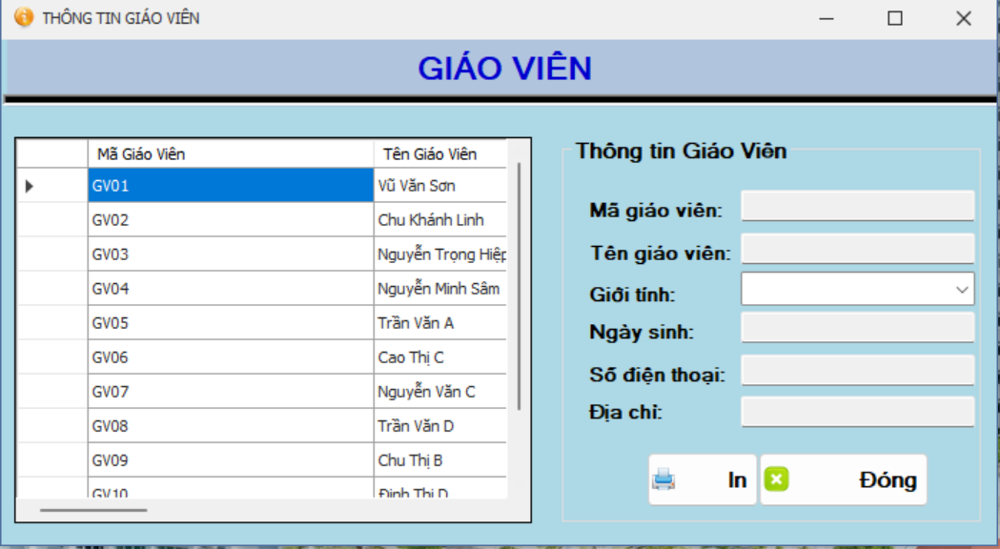 THÔNG TIN GIÁO VIÊN
GIÁO VIÊN
Mã Giáo Viên Tên Giáo Viên
GV01 Vũ Văn Sơn
GV02 Chu Khánh Linh
GV03 Nguyễn Trọng Hiệp
GV04 Nguyễn Minh Sâm
GV05 Trần Văn A
GV06 Cao Thị C
GV07 Nguyễn Văn C
GV08 Trần Văn D
GV09 Chu Thị B
GV10 Đinh Thị D
Thông tin Giáo Viên
Mã giáo viên:
Tên giáo viên:
Giới tính:
Ngày sinh:
Số điện thoại:
Địa chỉ:
In Đóng